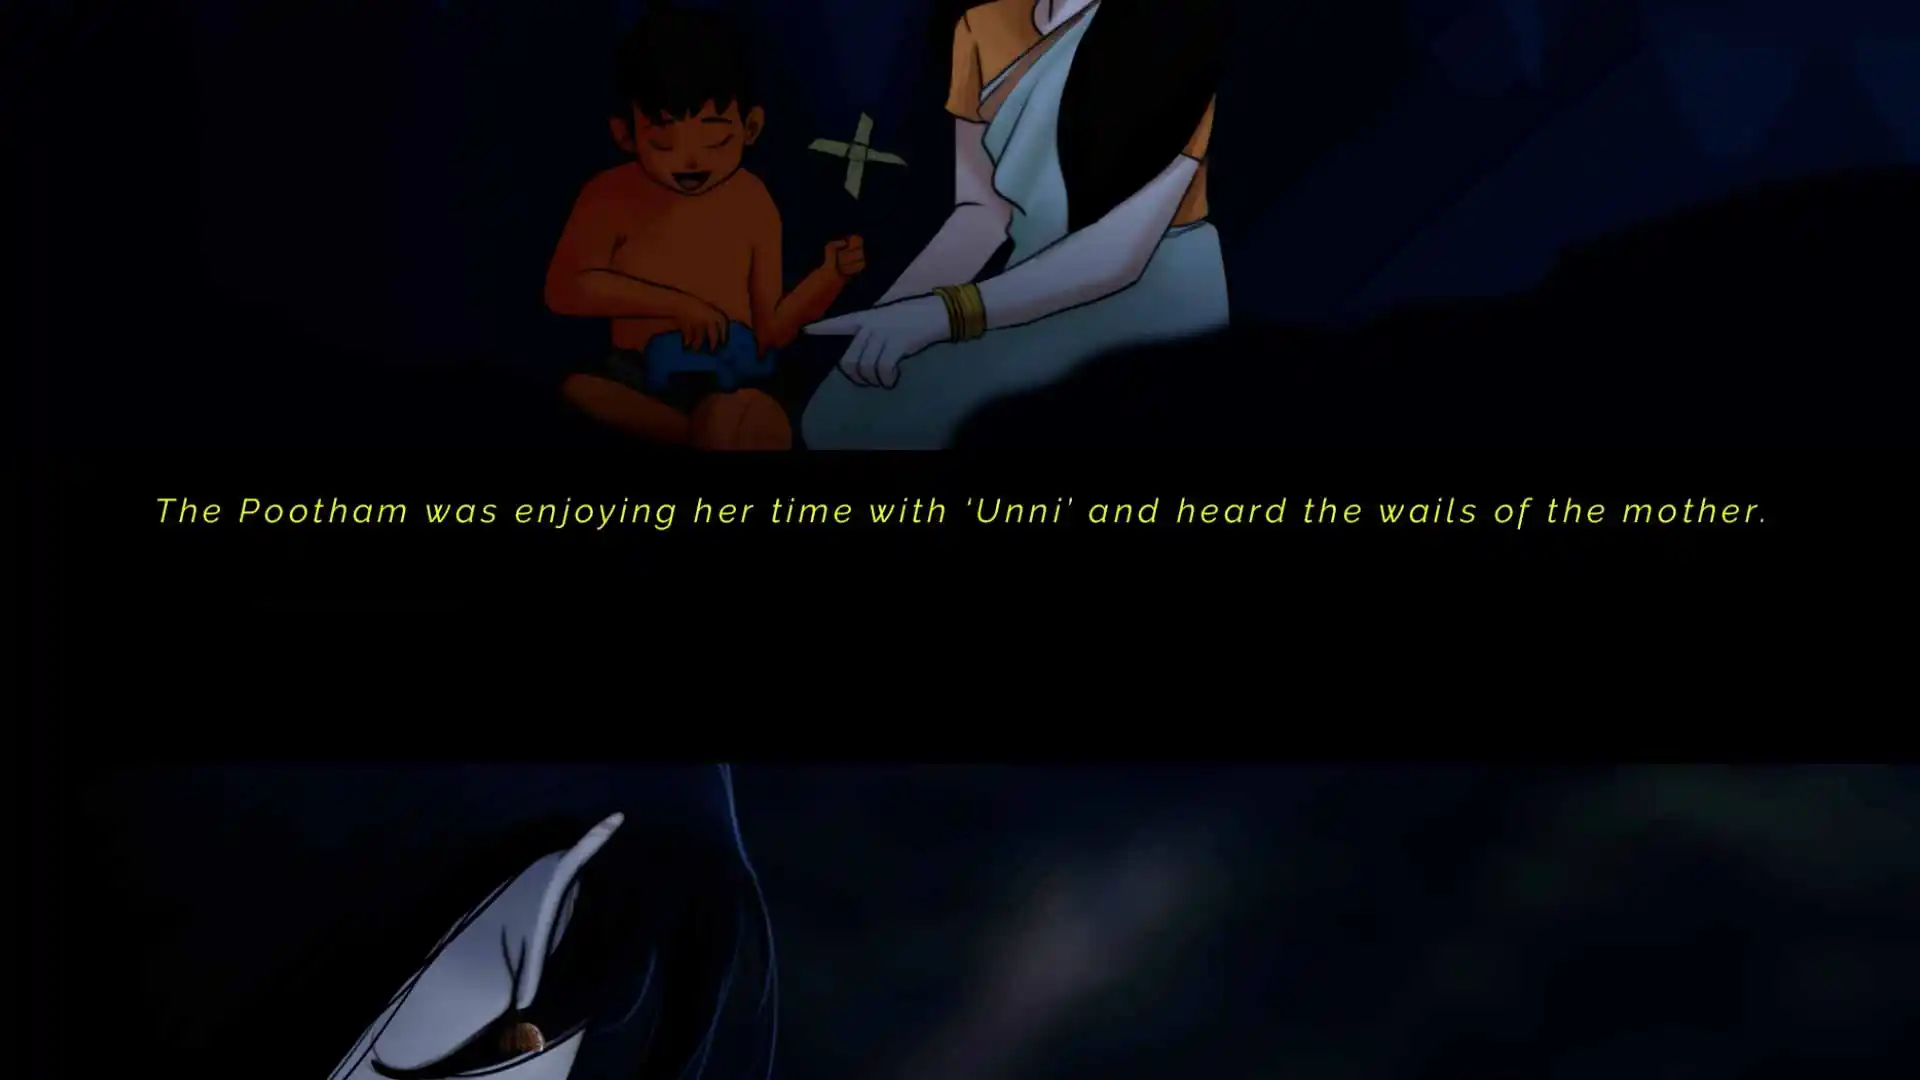 The Pootham was enjoying her time with ‘Unni’ and heard the wails of the mother.